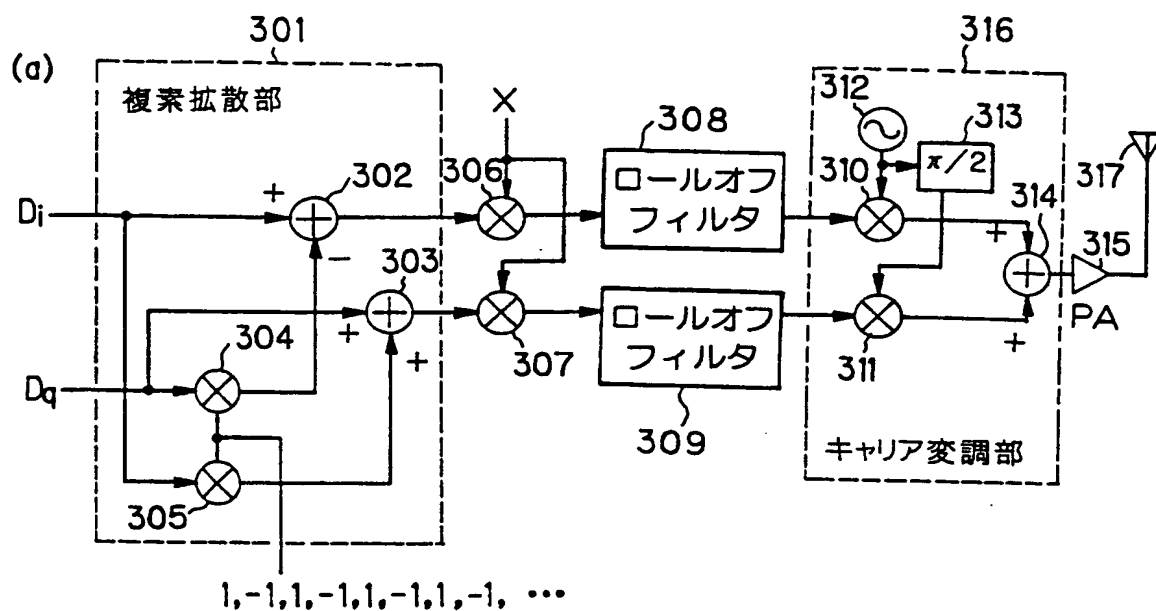 301
316
(a)
複素拡散部
X
308
312
313
π/2
302
306
ロールオフ
フィルタ
310
317
Di
+
-
303
+
314
315
304
+
+
307
ロールオフ
フィルタ
311
+
PA
Dq
309
305
キャリア変調部
1,-1,1,-1,1,-1,1,-1, ⋯